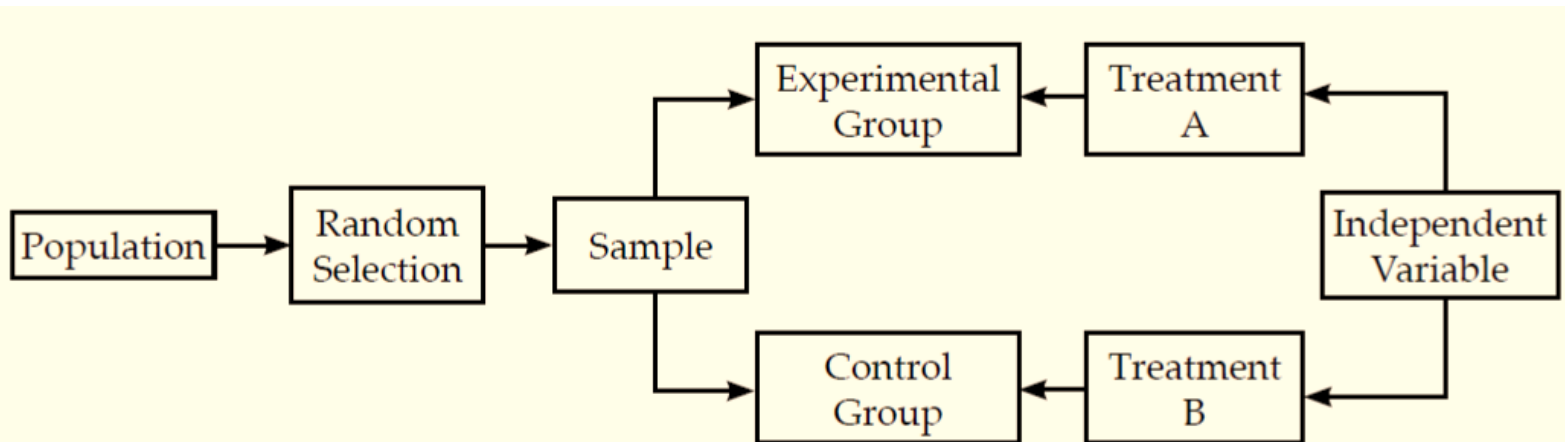 Population
Random
Selection
Sample
Experimental
Group
Treatment
A
Control
Group
Treatment
B
Independent
Variable